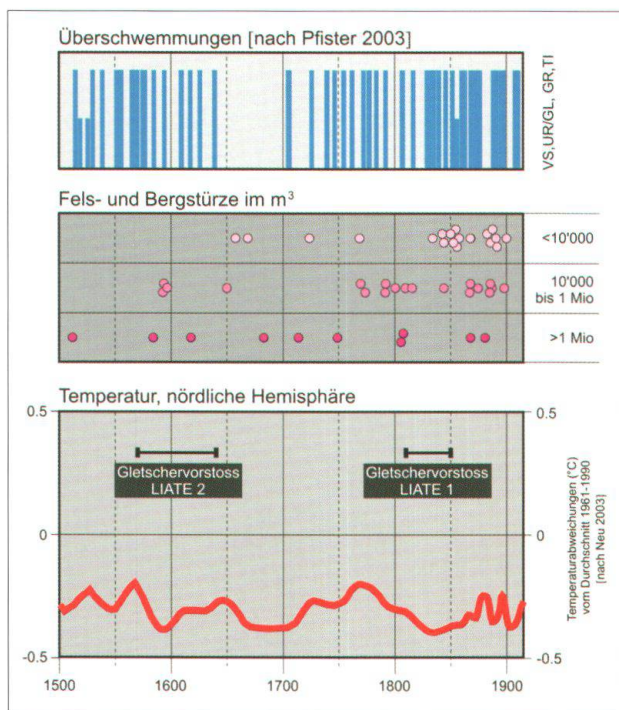 Überschwemmungen [nach Pfister 2003]
VS,UR/GL, GR,TI
Fels- und Bergstürze im m³
<10'000
10'000
bis 1 Mio
>1 Mio
Temperatur, nördliche Hemisphäre
0.5
0.5
Gletschervorstoss
LIATE 2
Gletschervorstoss
LIATE 1
0
0
Temperaturabweichungen (°C)
vom Durchschnitt 1961-1990
[nach Neu 2003]
-0.5
-0.5
1500
1600
1700
1800
1900